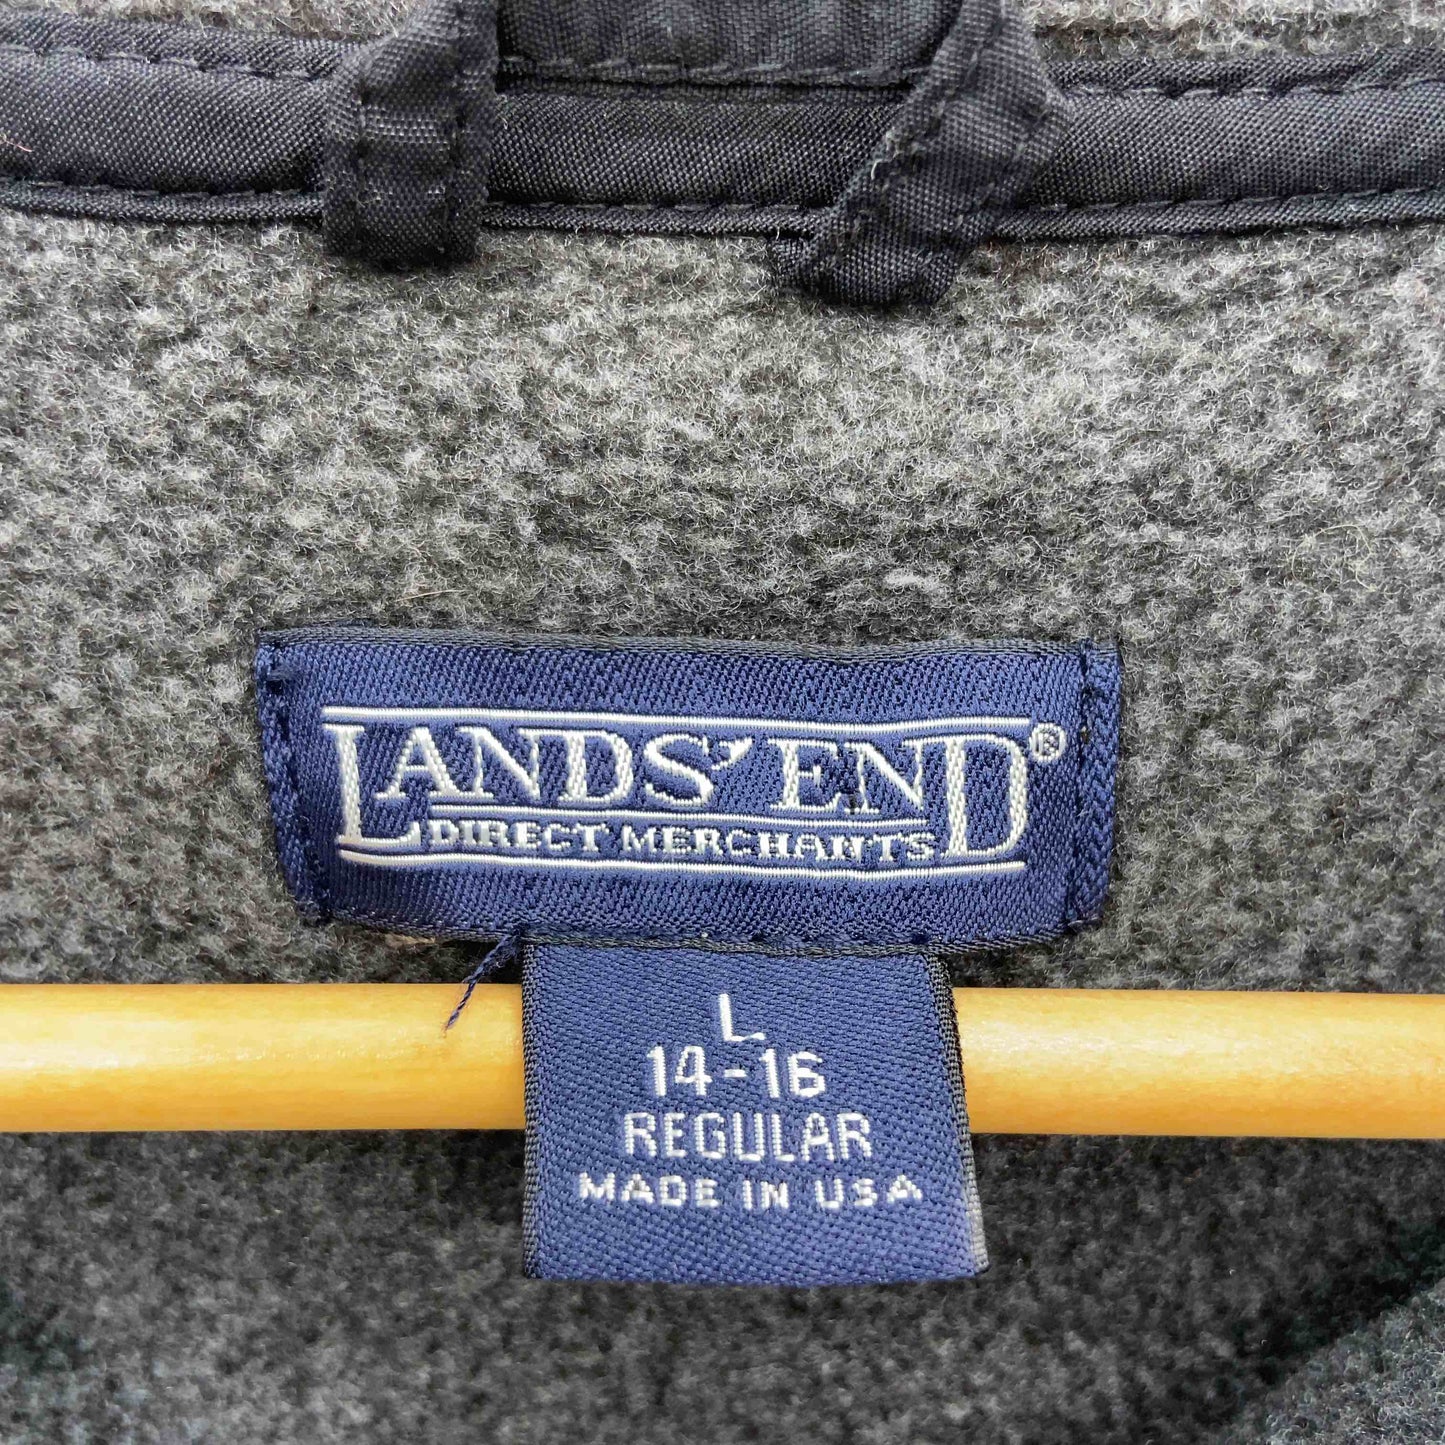 LANDS' END®
DIRECT MERCHANTS
L
14-16
REGULAR
MADE IN USA